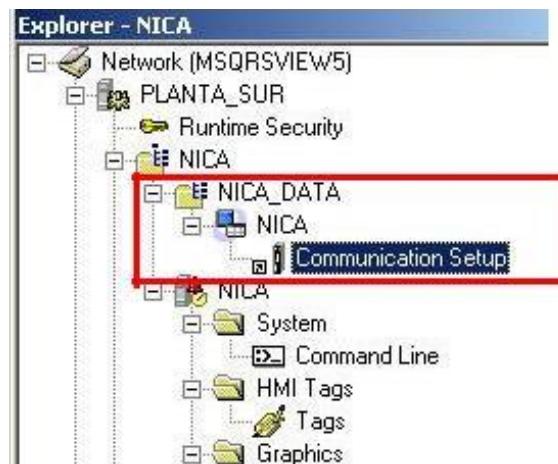 Explorer - NICA
Network (MSQRSVIEW5)
PLANTA_SUR
Runtime Security
NICA
NICA_DATA
NICA
Communication Setup
NICA
System
Command Line
HMI Tags
Tags
Graphics